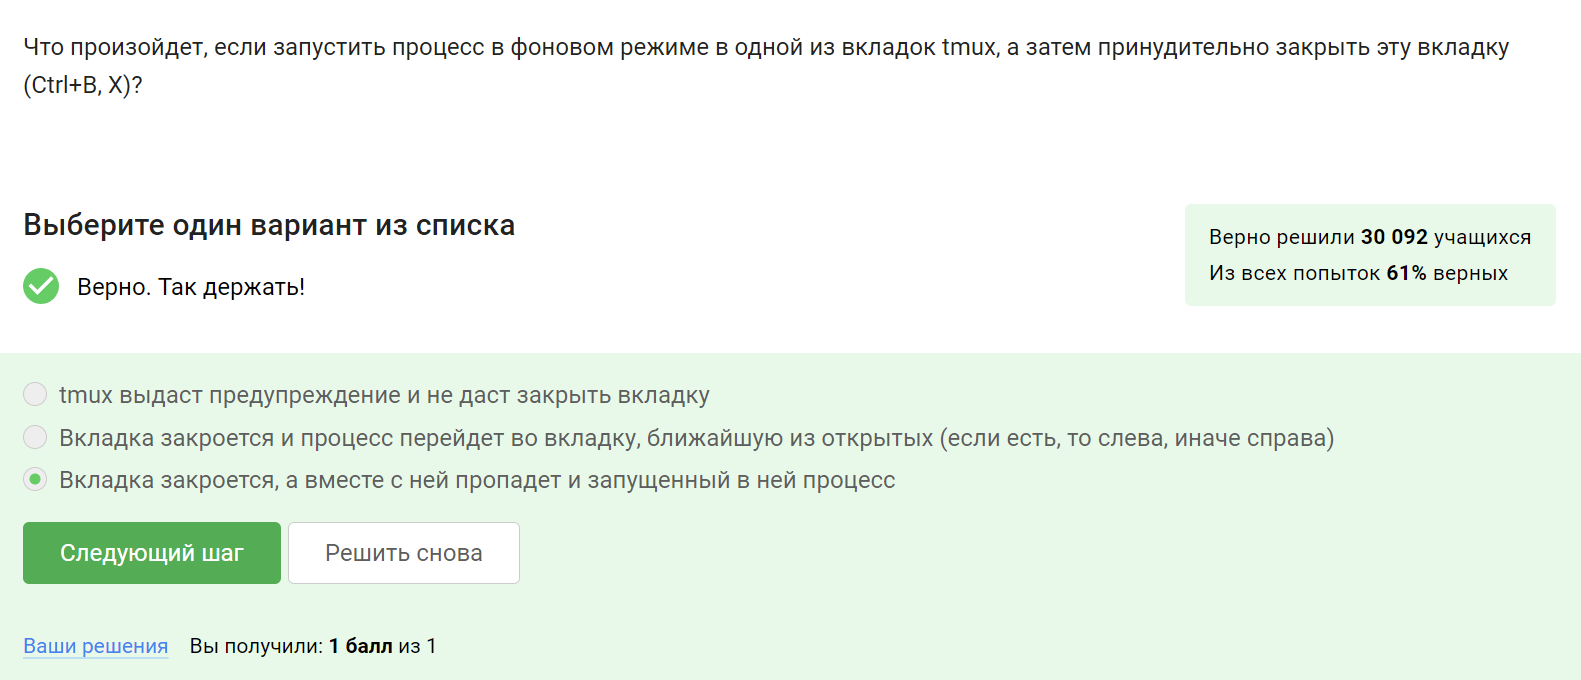 Что произойдет, если запустить процесс в фоновом режиме в одной из вкладок tmux, а затем принудительно закрыть эту вкладку
(Ctrl+B, X)?
Выберите один вариант из списка
Верно. Так держать!
Верно решили 30 092 учащихся
Из всех попыток 61% верных
tmux выдаст предупреждение и не даст закрыть вкладку
Вкладка закроется и процесс перейдет во вкладку, ближайшую из открытых (если есть, то слева, иначе справа)
Вкладка закроется, а вместе с ней пропадет и запущенный в ней процесс
Следующий шаг
Решить снова
Ваши решения Вы получили: 1 балл из 1